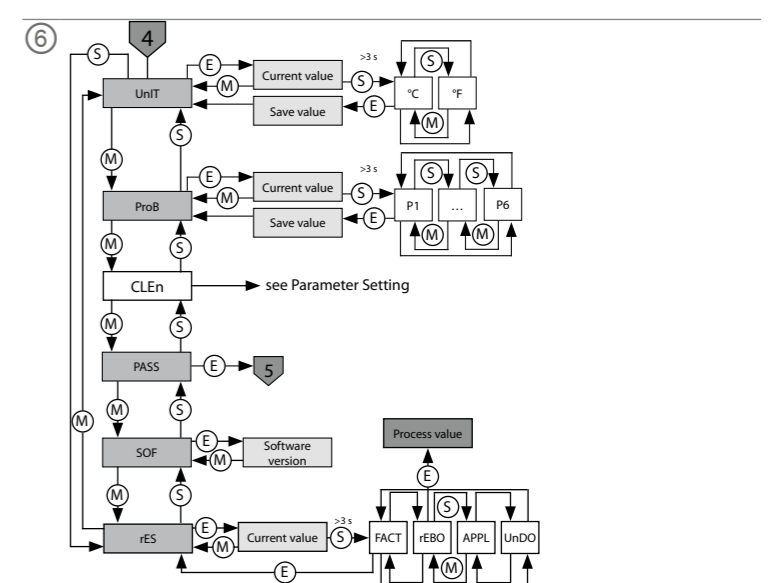 ⑥
4
S
E
Current value
>3 s
S
S
°C
°F
UnIT
M
Save value
E
M
S
M
E
Current value
>3 s
S
S
S
P1
...
P6
ProB
M
Save value
E
M
M
M
S
CLEn
see Parameter Setting
M
S
PASS
E
5
M
M
S
Process value
SOF
E
Software
version
M
E
M
S
S
rES
E
Current value
>3 s
S
FACT
rEBO
APPL
UnDO
M
M
E